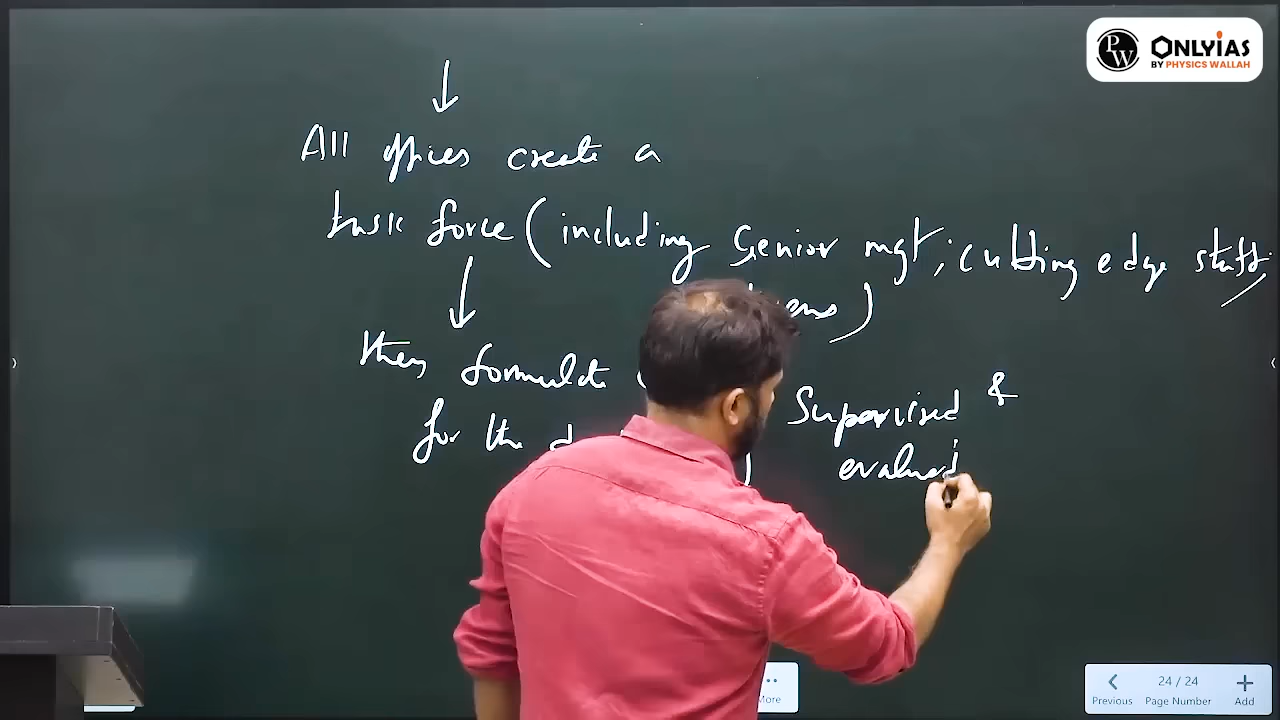 PW ONLYIAS
BY PHYSICS WALLAH
All offices create a
task force (including Senior mgt; cutting edge staff,
)
they formulate
for the
Supervised &
evaluated
24 / 24
Previous Page Number Add
More